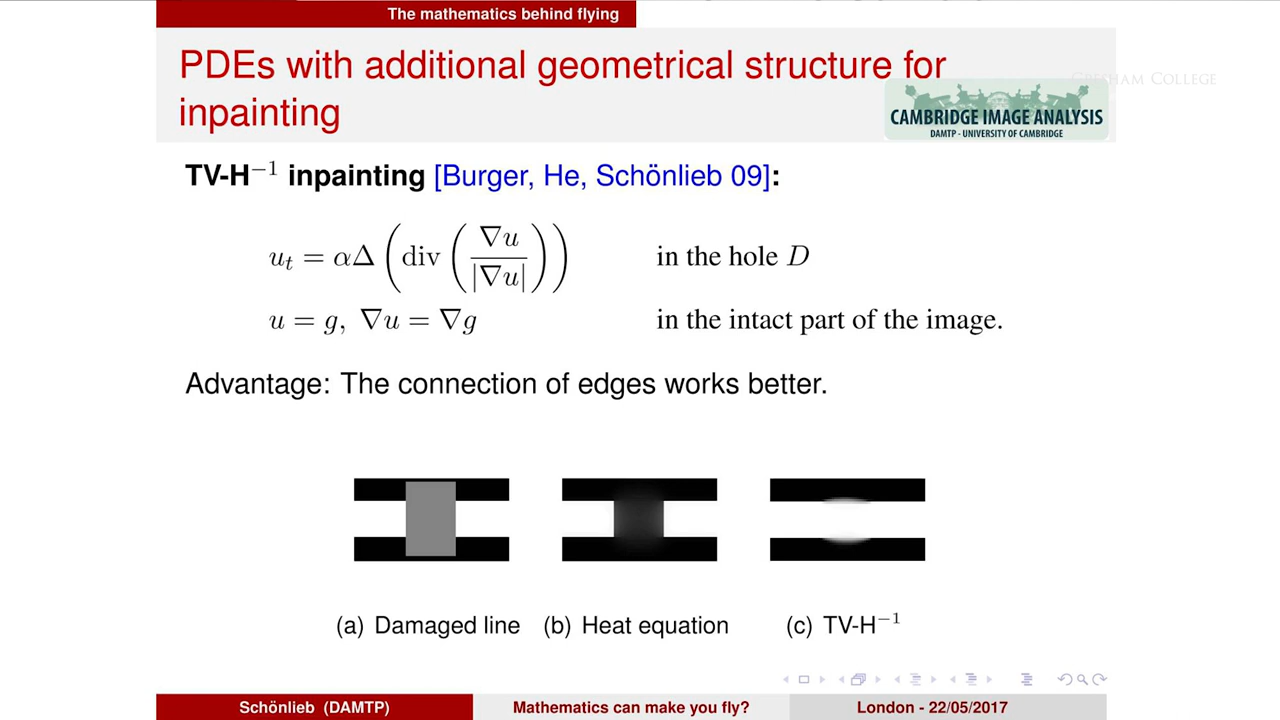 The mathematics behind flying
PDEs with additional geometrical structure for
inpainting
GRESHAM COLLEGE
CAMBRIDGE IMAGE ANALYSIS
DAMTP - UNIVERSITY OF CAMBRIDGE
TV-H⁻¹ inpainting [Burger, He, Schönlieb 09]:
u_t = αΔ(div(∇u/|∇u|)) in the hole D
u = g, ∇u = ∇g in the intact part of the image.
Advantage: The connection of edges works better.
(a) Damaged line (b) Heat equation (c) TV-H⁻¹
Schönlieb (DAMTP) Mathematics can make you fly? London - 22/05/2017